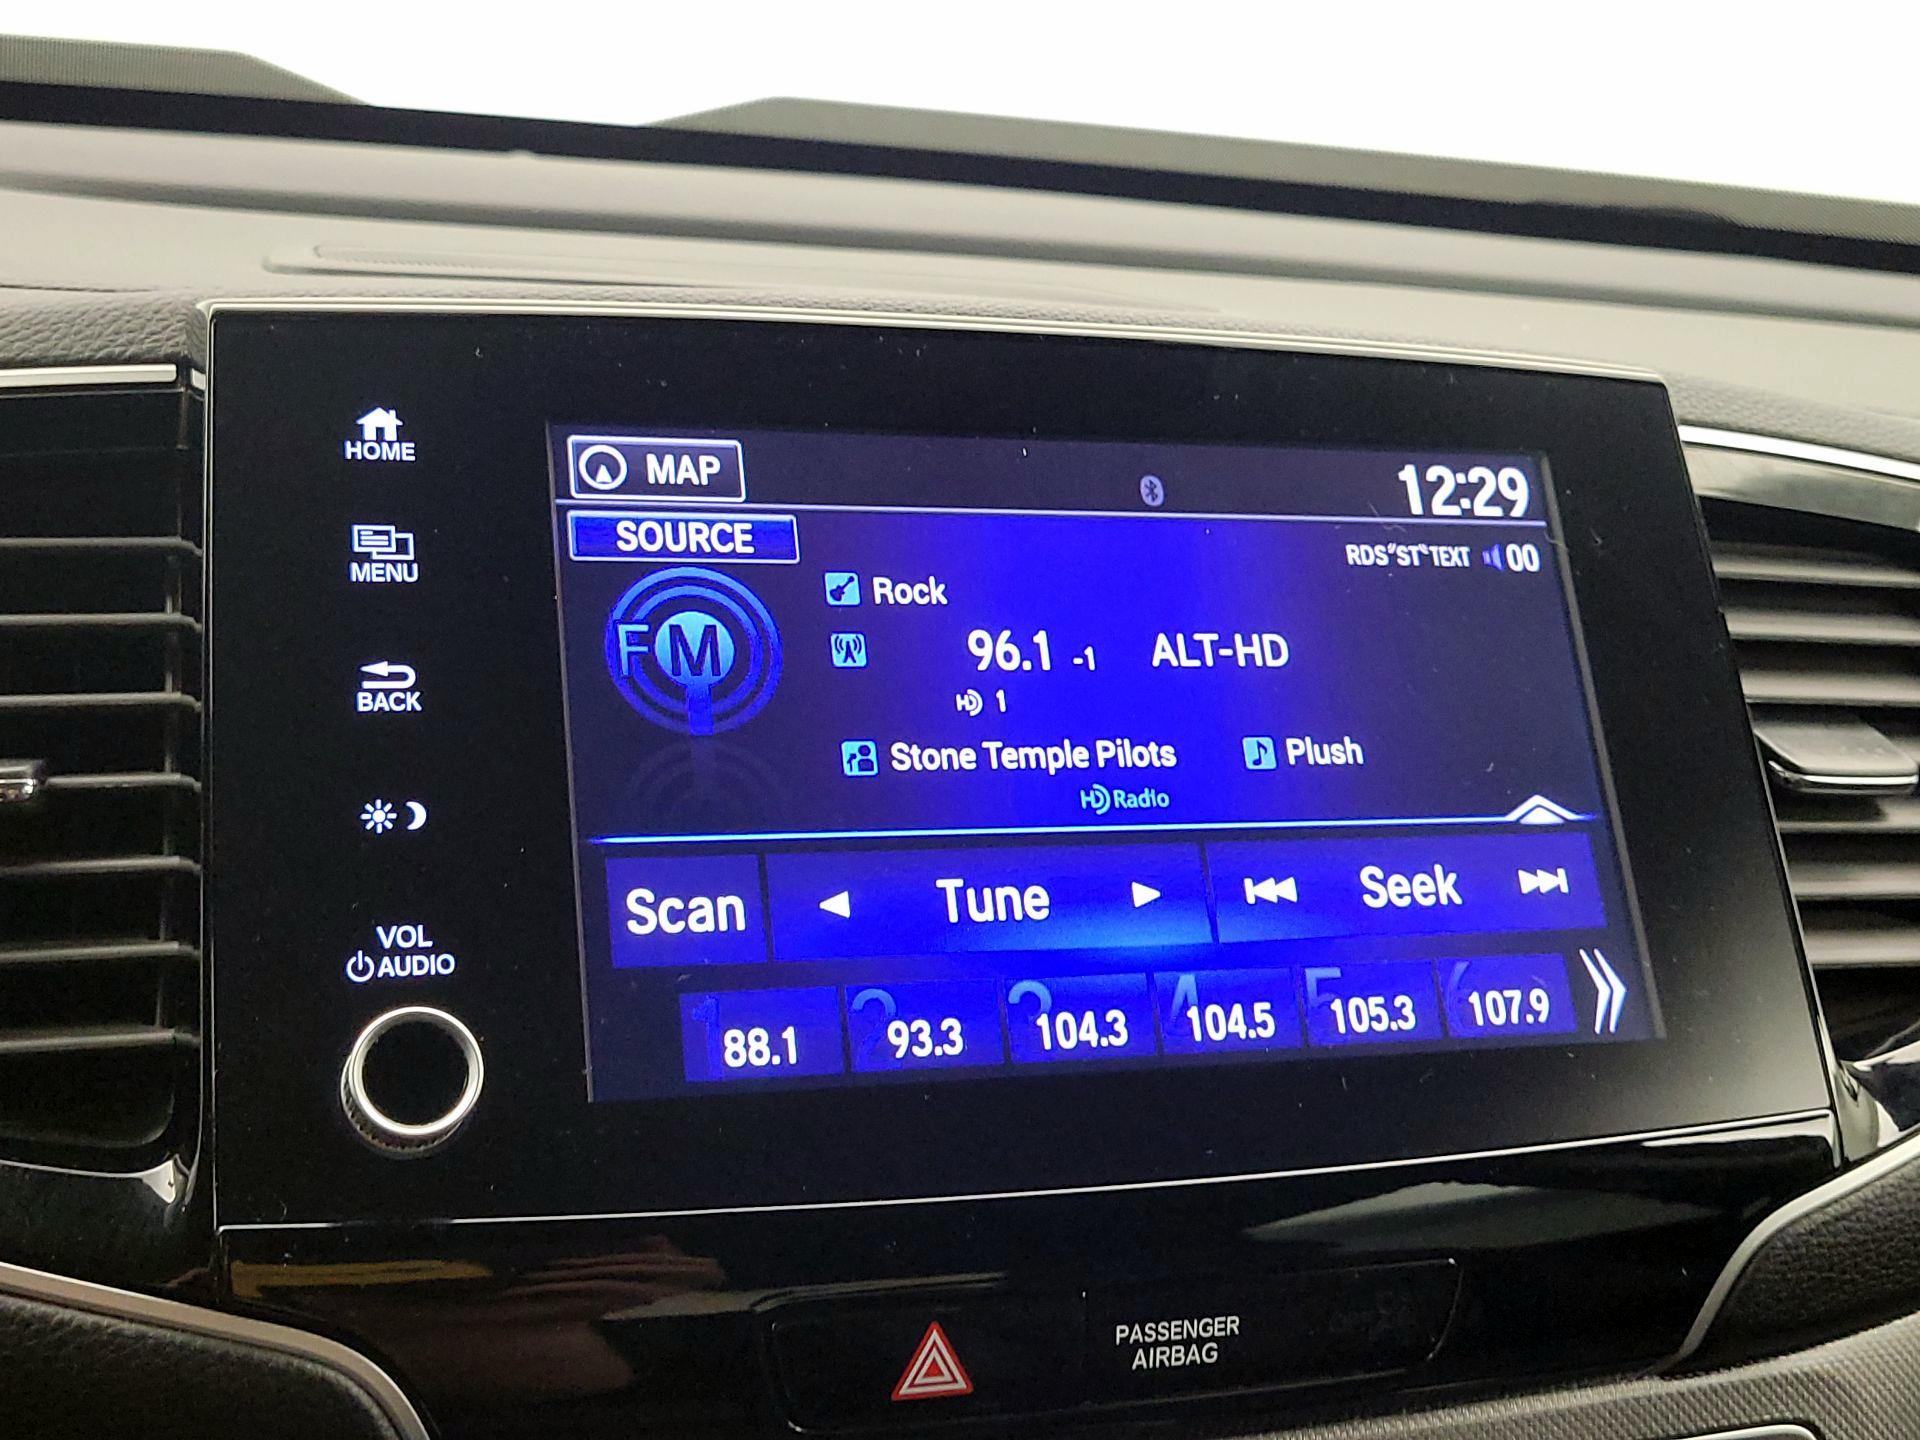 HOME
MENU
BACK
VOL
AUDIO
MAP
12:29
SOURCE
RDS ST TEXT 00
FM
Rock
96.1 -1 ALT-HD
HD 1
Stone Temple Pilots Plush
HD Radio
Scan Tune Seek
1 88.1 2 93.3 3 104.3 4 104.5 5 105.3 6 107.9
PASSENGER
AIRBAG